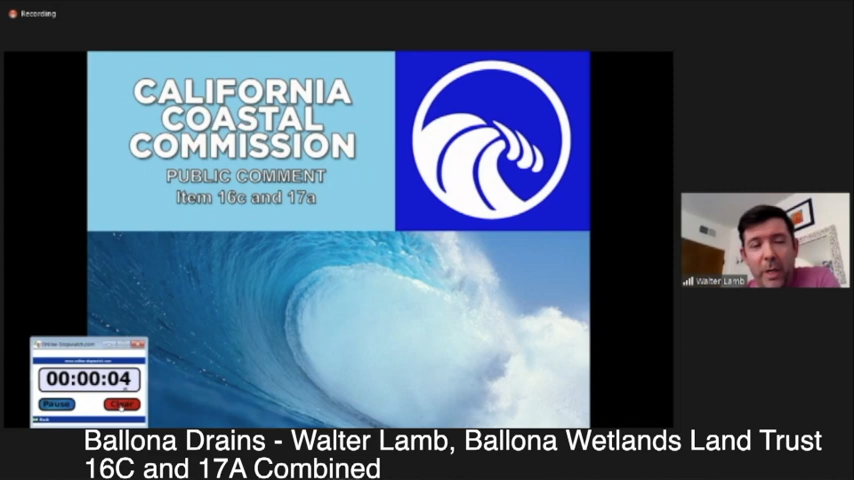 Recording
CALIFORNIA
COASTAL
COMMISSION
PUBLIC COMMENT
Item 16c and 17a
Walter Lamb
00:00:04
Pause
Clear
Ballona Drains - Walter Lamb, Ballona Wetlands Land Trust
16C and 17A Combined